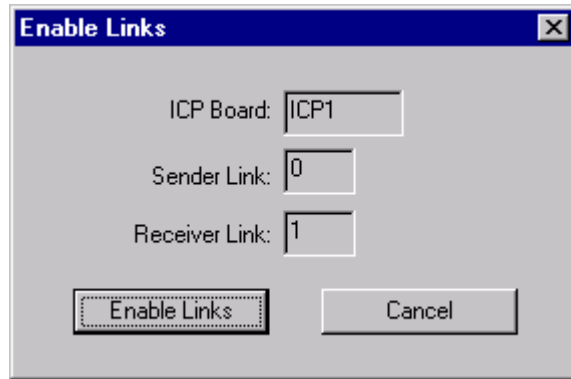 Enable Links
ICP Board: ICP1
Sender Link: 0
Receiver Link: 1
Enable Links Cancel